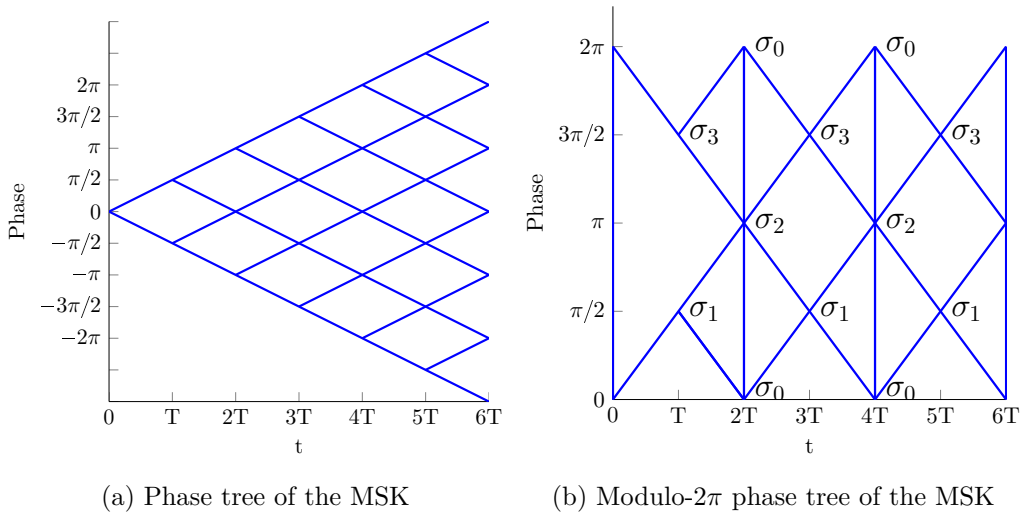 2π
3π/2
π
π/2
0
−π/2
−π
−3π/2
−2π
Phase
0 T 2T 3T 4T 5T 6T
t
(a) Phase tree of the MSK
2π
3π/2
π
π/2
0
Phase
σ0 σ0
σ3 σ3 σ3
σ2 σ2
σ1 σ1 σ1
σ0 σ0
0 T 2T 3T 4T 5T 6T
t
(b) Modulo-2π phase tree of the MSK